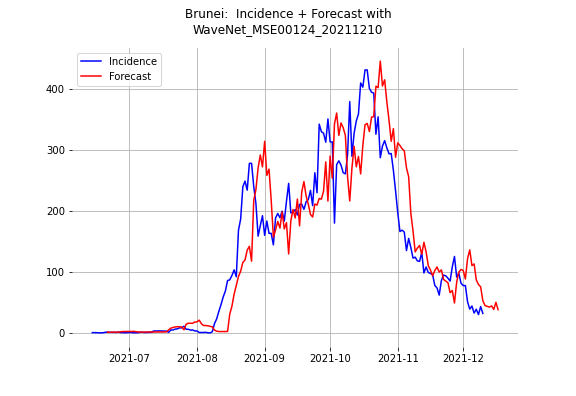 Brunei:  Incidence + Forecast with
WaveNet_MSE00124_20211210
Incidence
Forecast
400
300
200
100
0
2021-07
2021-08
2021-09
2021-10
2021-11
2021-12